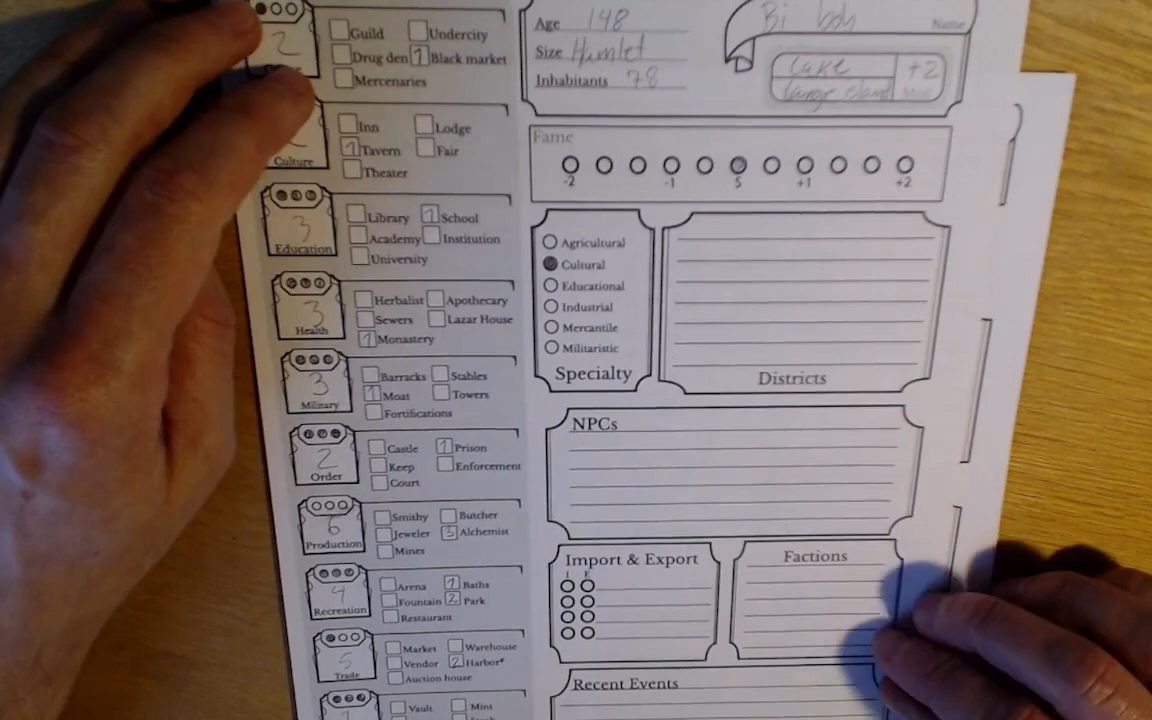 2
Guild
Undercity
Drug den
1 Black market
Mercenaries
Culture
Inn
Lodge
1 Tavern
Fair
Theater
3
Education
Library
1 School
Academy
Institution
University
3
Health
Herbalist
Apothecary
Sewers
Lazar House
1 Monastery
3
Military
Barracks
Stables
1 Moat
Towers
Fortifications
2
Order
Castle
1 Prison
Keep
Enforcement
Court
6
Production
Smithy
Butcher
Jeweler
3 Alchemist
Mines
4
Recreation
Arena
1 Baths
Fountain
2 Park
Restaurant
5
Trade
Market
Warehouse
Vendor
2 Harbor*
Auction house
Vault
Mint
Age 148
Size Hamlet
Inhabitants 78
Name
Lake
+2
Large island
Fame
-2
-1
S
+1
+2
Agricultural
Cultural
Educational
Industrial
Mercantile
Militaristic
Specialty
Districts
NPCs
Import & Export
I E
Factions
Recent Events